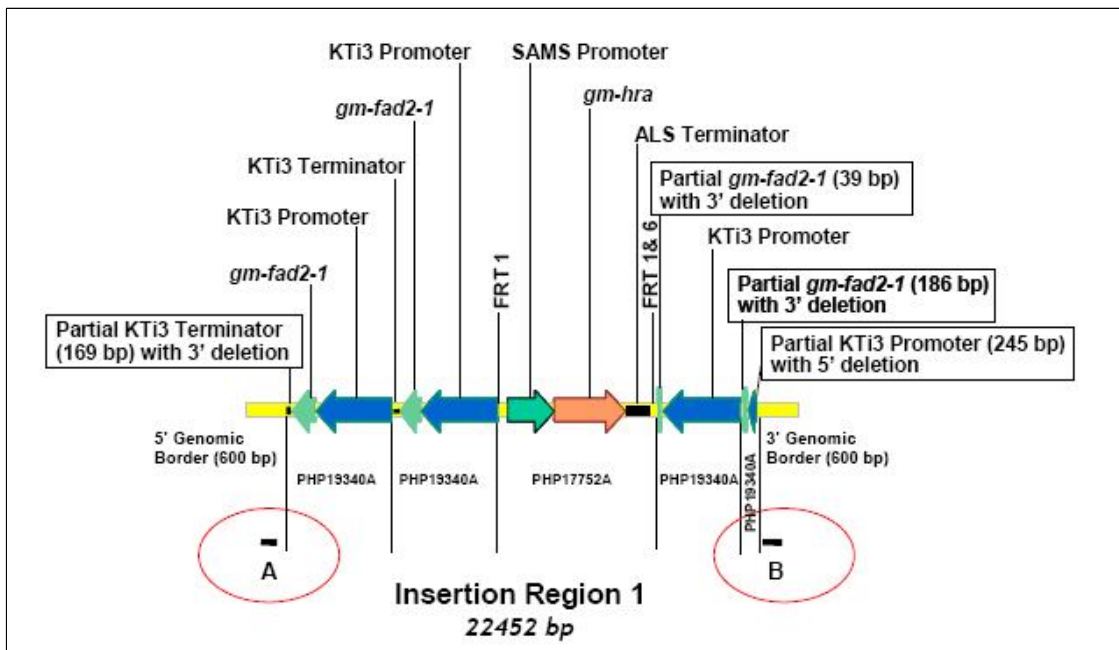 KTi3 Promoter
SAMS Promoter
gm-fad2-1
gm-hra
ALS Terminator
KTi3 Terminator
Partial gm-fad2-1 (39 bp)
with 3' deletion
KTi3 Promoter
KTi3 Promoter
gm-fad2-1
FRT 1
FRT 1& 6
Partial gm-fad2-1 (186 bp)
with 3' deletion
Partial KTi3 Terminator
(169 bp) with 3' deletion
Partial KTi3 Promoter (245 bp)
with 5' deletion
5' Genomic
Border (600 bp)
3' Genomic
Border (600 bp)
PHP19340A
PHP19340A
PHP17752A
PHP19340A
PHP19340A
A
B
Insertion Region 1
22452 bp